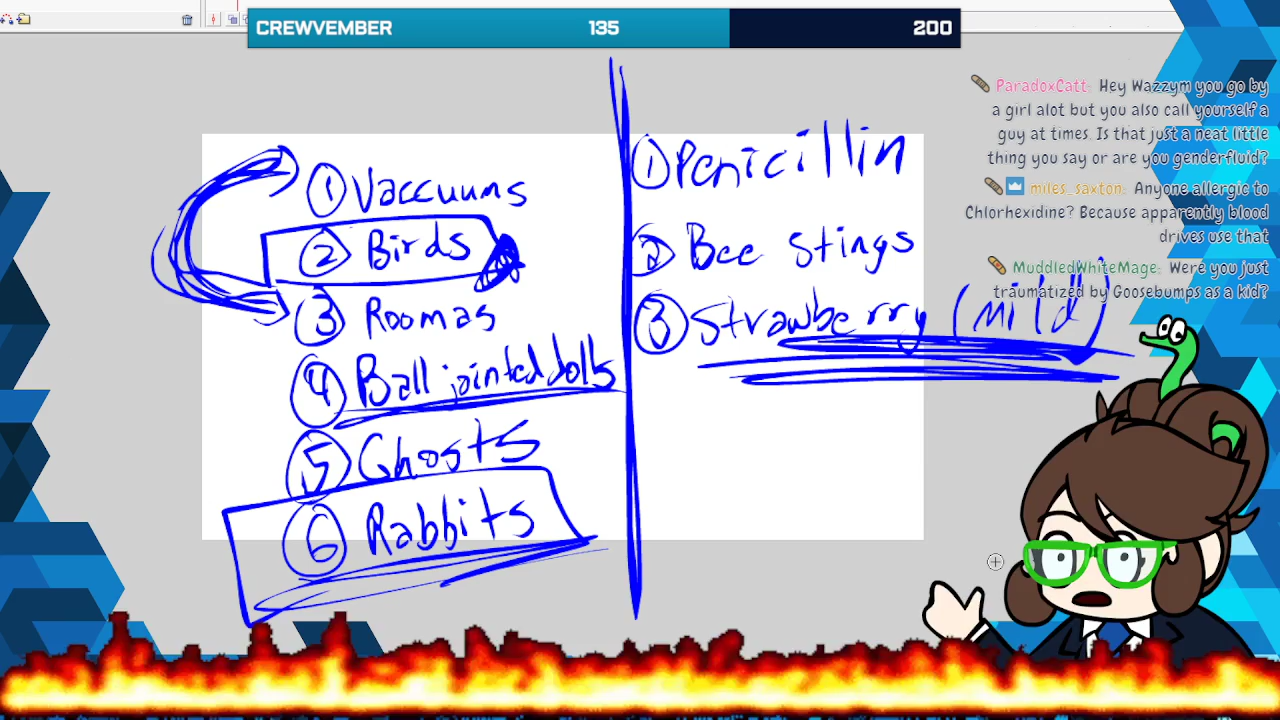 CREWVEMBER 135 200
① Vaccuums
② Birds
③ Roomas
④ Ball jointed dolls
⑤ Ghosts
⑥ Rabbits
① Penicillin
② Bee Stings
③ Strawberry (mild)
ParadoxCatt: Hey Wazzym you go by
a girl alot but you also call yourself a
guy at times. Is that just a neat little
thing you say or are you genderfluid?
miles_saxton: Anyone allergic to
Chlorhexidine? Because apparently blood
drives use that
MuddledWhiteMage: Were you just
traumatized by Goosebumps as a kid?